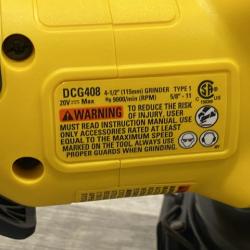 DCG408 4-1/2" (115mm) GRINDER TYPE 1
20V⎓ Max n₀ 9000/min (RPM) 5/8" - 11
WARNING TO REDUCE THE RISK
OF INJURY, USER
MUST READ INSTRUCTION MANUAL. USE
ACCESSORIES RATED AT LEAST
EQUAL TO THE MAXIMUM SPEED
MARKED ON THE TOOL. ALWAYS
USE PROPER GUARDS WHEN GRINDING.